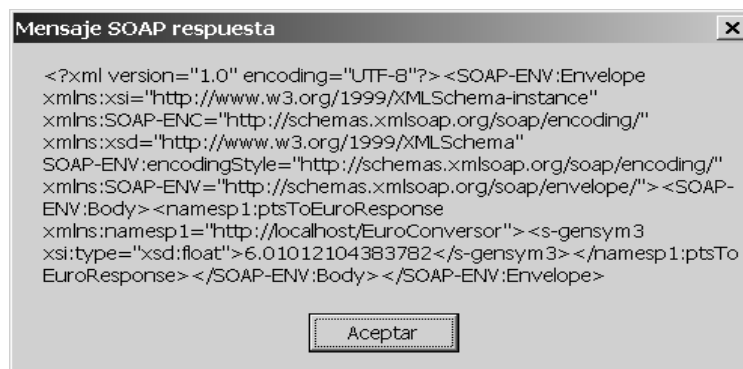 Mensaje SOAP respuesta
<?xml version="1.0" encoding="UTF-8"?><SOAP-ENV:Envelope
xmlns:xsi="http://www.w3.org/1999/XMLSchema-instance"
xmlns:SOAP-ENC="http://schemas.xmlsoap.org/soap/encoding/"
xmlns:xsd="http://www.w3.org/1999/XMLSchema"
SOAP-ENV:encodingStyle="http://schemas.xmlsoap.org/soap/encoding/"
xmlns:SOAP-ENV="http://schemas.xmlsoap.org/soap/envelope/"><SOAP-
ENV:Body><namesp1:ptsToEuroResponse
xmlns:namesp1="http://localhost/EuroConversor"><s-gensym3
xsi:type="xsd:float">6.01012104383782</s-gensym3></namesp1:ptsTo
EuroResponse></SOAP-ENV:Body></SOAP-ENV:Envelope>
Aceptar